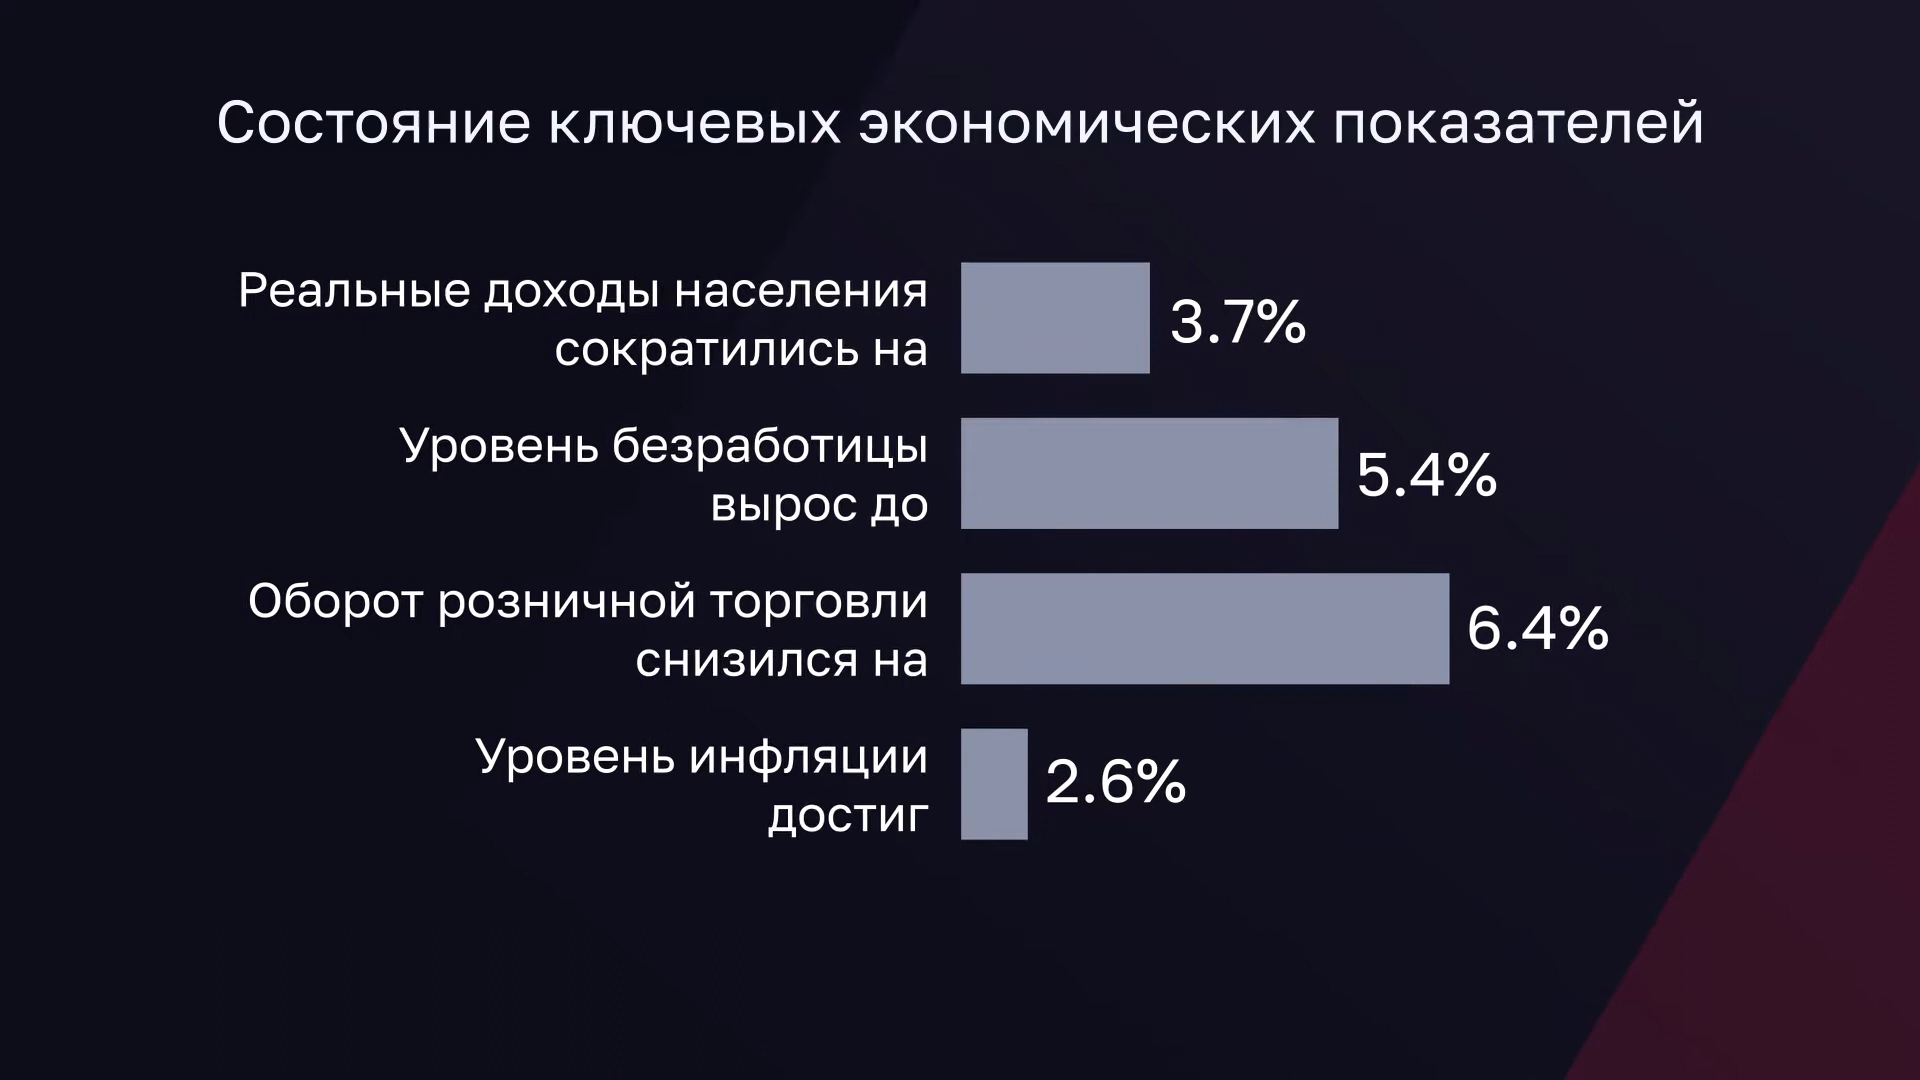 Состояние ключевых экономических показателей
Реальные доходы населения
сократились на
3.7%
Уровень безработицы
вырос до
5.4%
Оборот розничной торговли
снизился на
6.4%
Уровень инфляции
достиг
2.6%